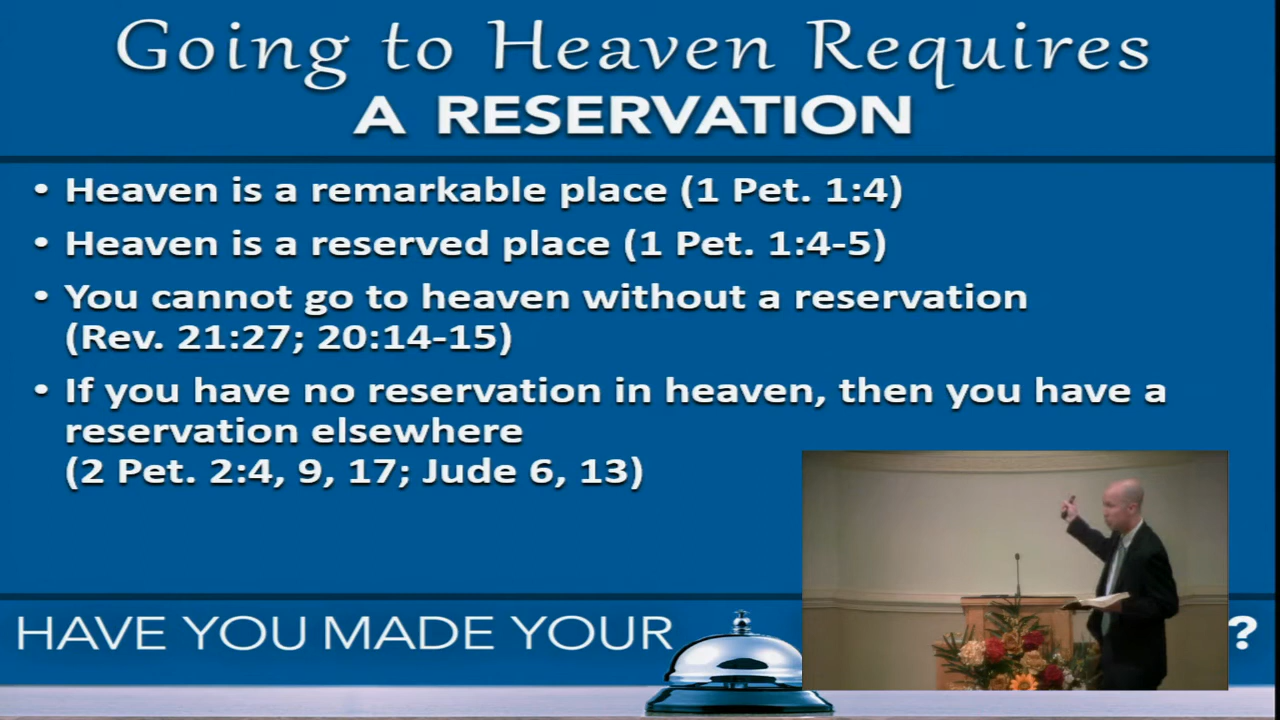 Going to Heaven Requires
A RESERVATION
• Heaven is a remarkable place (1 Pet. 1:4)
• Heaven is a reserved place (1 Pet. 1:4-5)
• You cannot go to heaven without a reservation
(Rev. 21:27; 20:14-15)
• If you have no reservation in heaven, then you have a
reservation elsewhere
(2 Pet. 2:4, 9, 17; Jude 6, 13)
HAVE YOU MADE YOUR ?